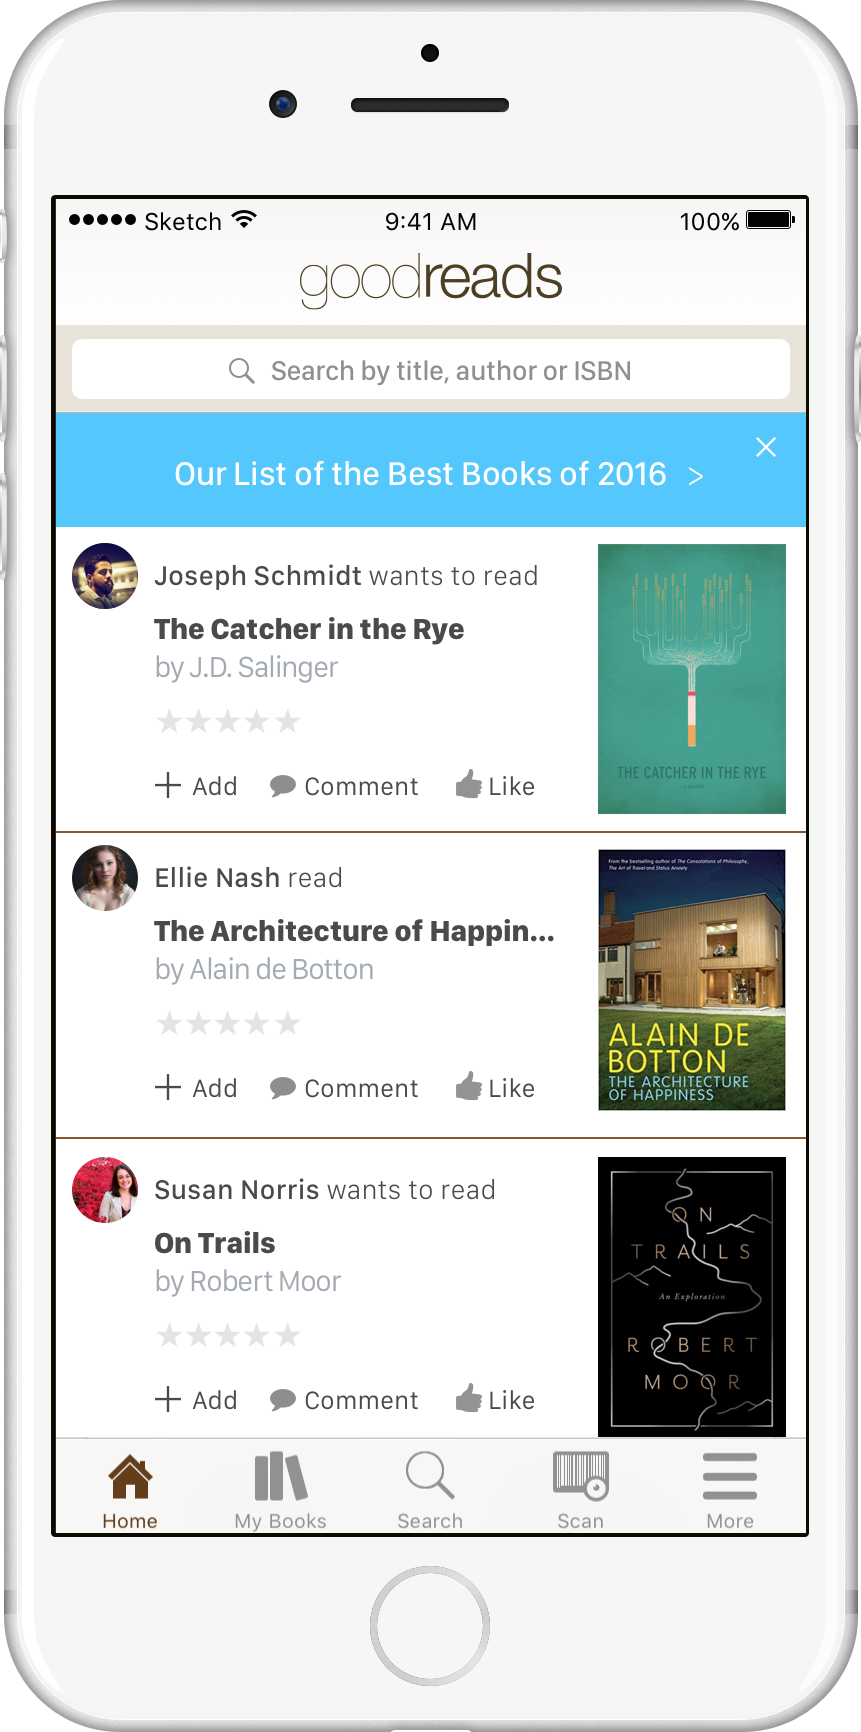 Sketch 9:41 AM 100%
goodreads
Search by title, author or ISBN
Our List of the Best Books of 2016 >
Joseph Schmidt wants to read
The Catcher in the Rye
by J.D. Salinger
+ Add Comment Like
THE CATCHER IN THE RYE
Ellie Nash read
The Architecture of Happin...
by Alain de Botton
+ Add Comment Like
From the bestselling author of The Consolations of Philosophy,
The Art of Travel and Status Anxiety
ALAIN DE
BOTTON
THE ARCHITECTURE
OF HAPPINESS
Susan Norris wants to read
On Trails
by Robert Moor
+ Add Comment Like
ON
TRAILS
An Exploration
ROBERT
MOOR
Home My Books Search Scan More